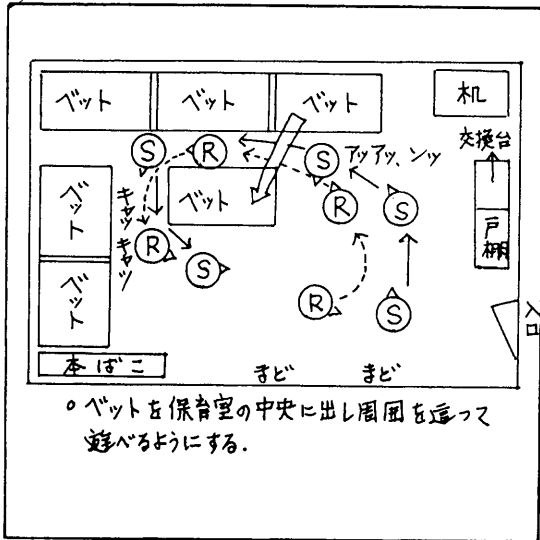 ベット
ベット
ベット
机
交換台
S
R
S
アッアッ、ンッ
ベット
ベット
R
S
戸棚
キャッキャッ
R
S
R
S
ベット
入口
本ばこ
まど
まど
○ベットを保育室の中央に出し周囲を這って
遊べるようにする.